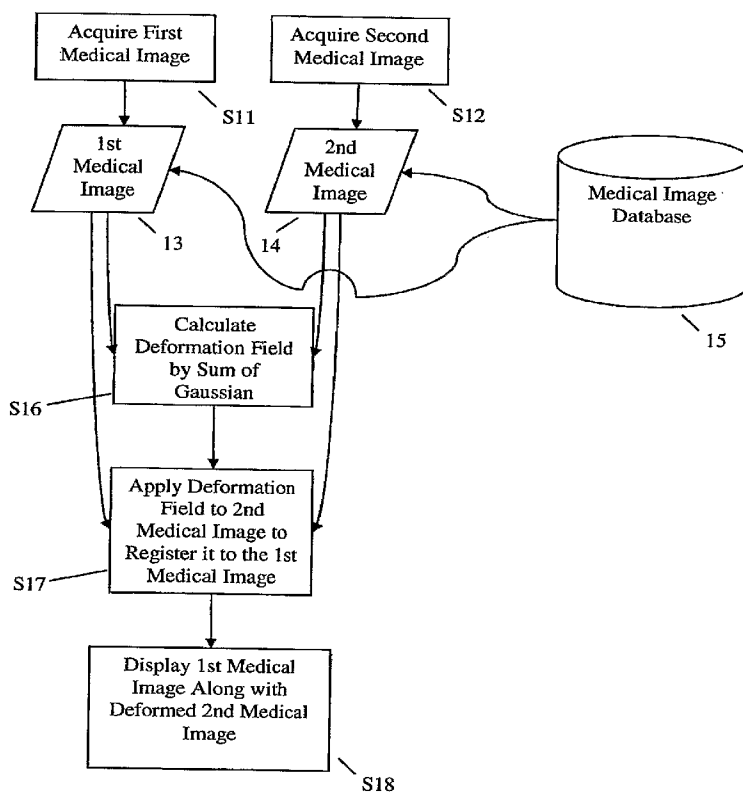 Acquire First
Medical Image
S11
Acquire Second
Medical Image
S12
1st
Medical
Image
13
2nd
Medical
Image
14
Medical Image
Database
15
Calculate
Deformation Field
by Sum of
Gaussian
S16
Apply Deformation
Field to 2nd
Medical Image to
Register it to the 1st
Medical Image
S17
Display 1st Medical
Image Along with
Deformed 2nd Medical
Image
S18